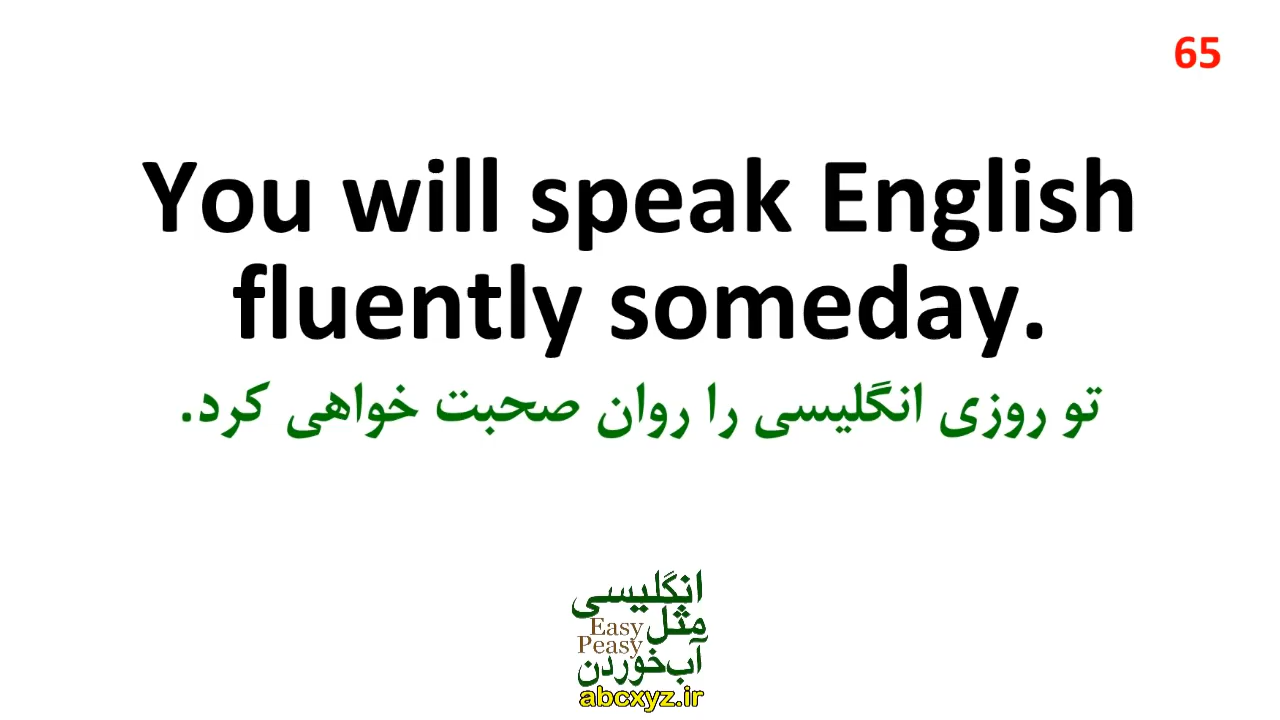 65
You will speak English
fluently someday.
تو روزی انگلیسی را روان صحبت خواهی کرد.
انگلیسی
مثل
Easy
Peasy
آب‌خوردن
abcxyz.ir